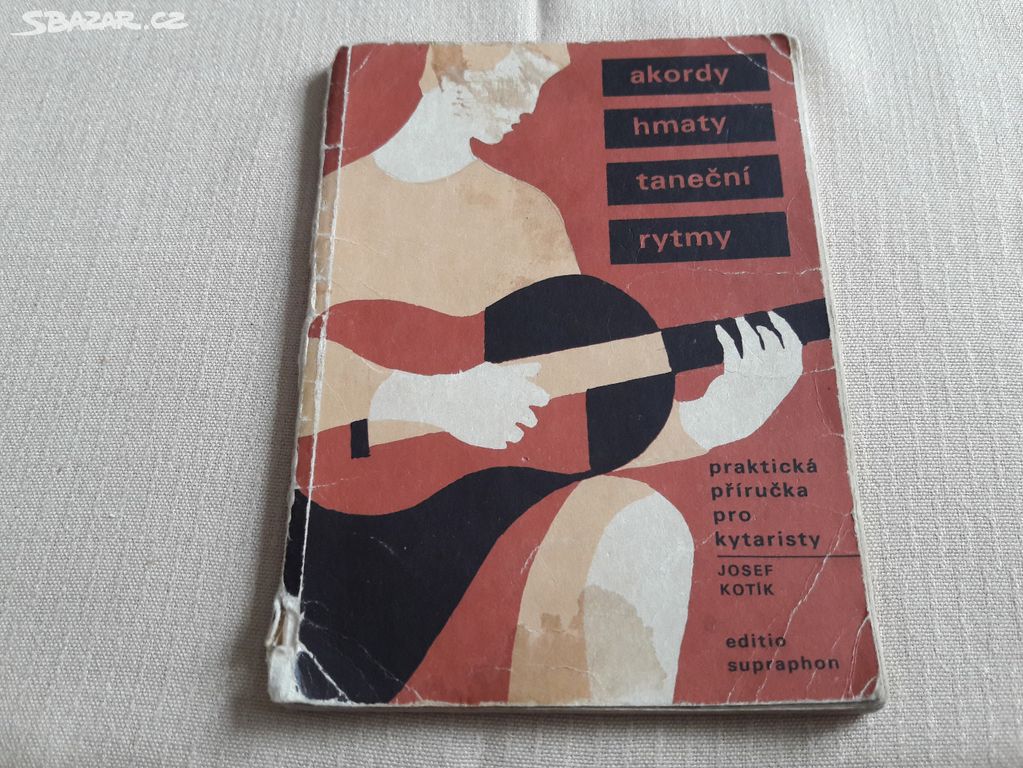 SBAZAR.CZ
akordy
hmaty
taneční
rytmy
praktická
příručka
pro
kytaristy
JOSEF
KOTÍK
editio
supraphon